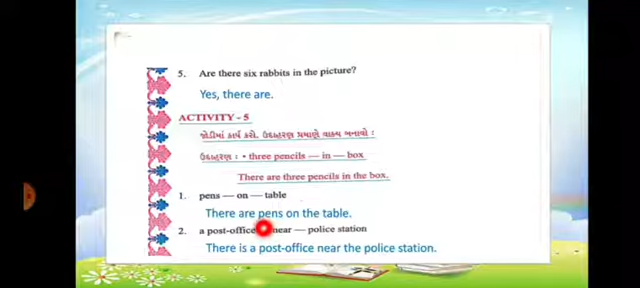 5. Are there six rabbits in the picture?
Yes, there are.
ACTIVITY - 5
જોડીમાં કાર્ય કરો. ઉદાહરણ પ્રમાણે વાક્ય બનાવો :
ઉદાહરણ : • three pencils — in — box
There are three pencils in the box.
1. pens — on — table
There are pens on the table.
2. a post-office near — police station
There is a post-office near the police station.